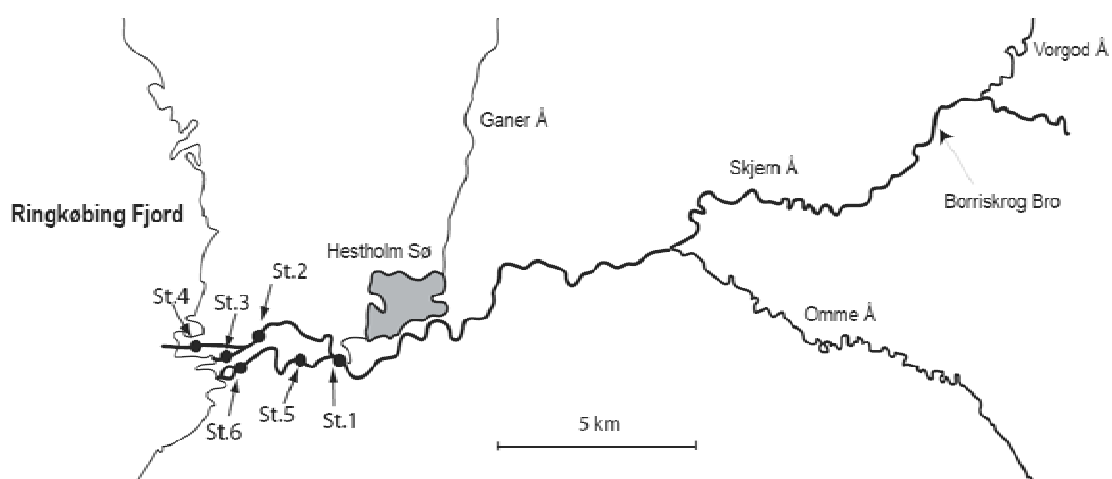 Vorgod Å
Ganer Å
Skjern Å
Borriskrog Bro
Ringkøbing Fjord
Hestholm Sø
St.2
St.4
St.3
Omme Å
St.5
St.1
St.6
5 km